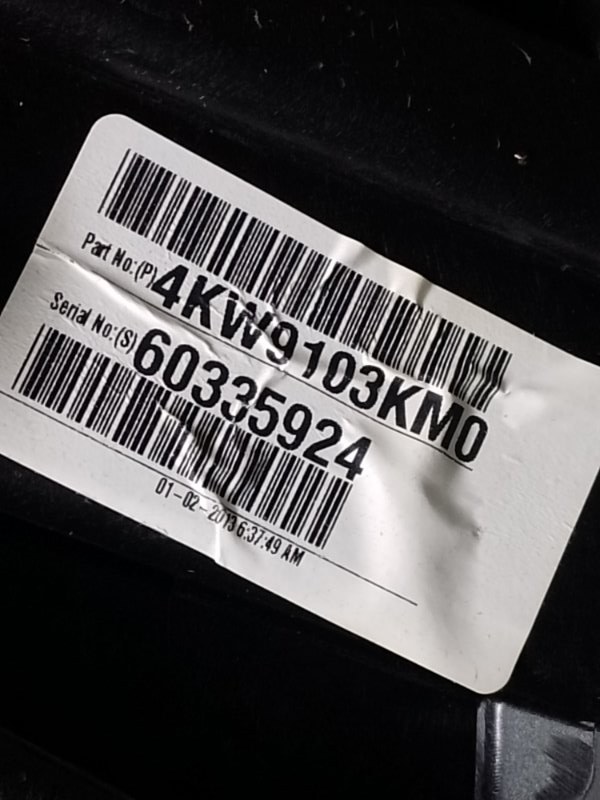 Part No:(P) 4KW9103KM0
Serial No:(S) 60335924
01-02-2013 6:37:49 AM